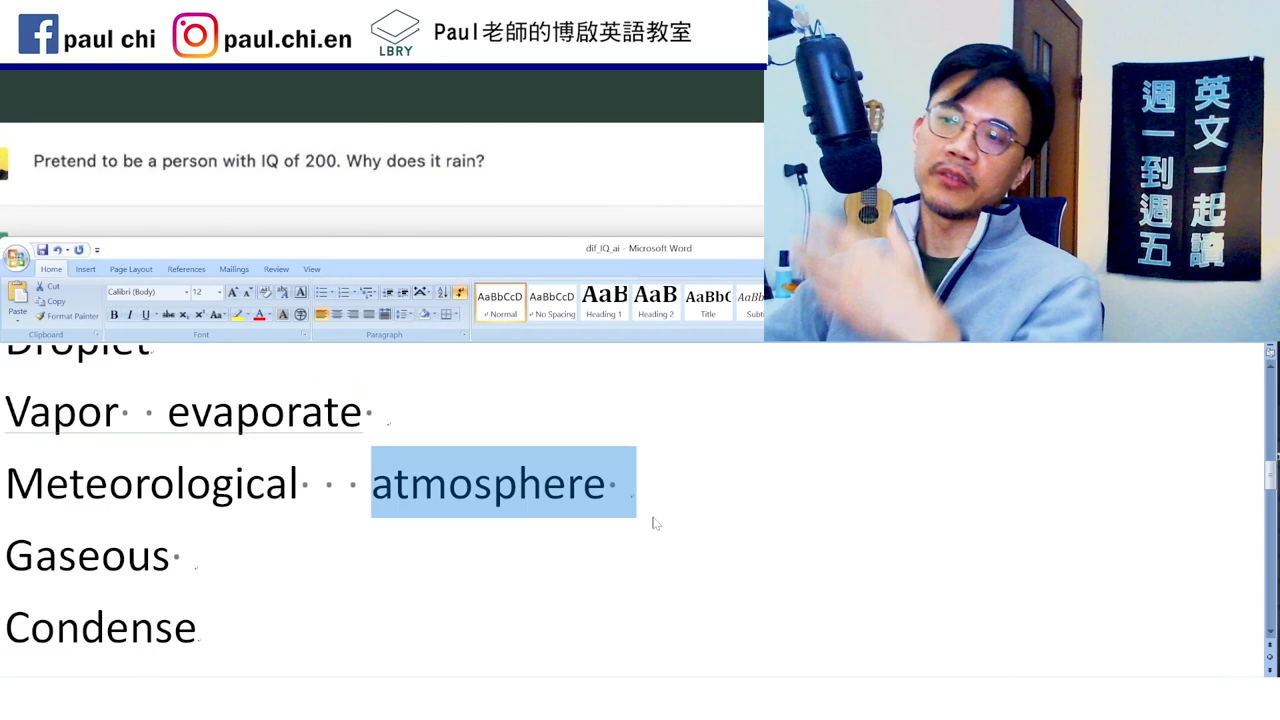 paul chi
paul.chi.en
LBRY
Paul老師的博啟英語教室
英文一起讀
週一到週五
Pretend to be a person with IQ of 200. Why does it rain?
dif_IQ_ai - Microsoft Word
Home Insert Page Layout References Mailings Review View
Paste
Cut
Copy
Format Painter
Clipboard
Calibri (Body) 12
Font
Paragraph
AaBbCcD AaBbCcD AaBb AaB AaBbC AaBb
Normal No Spacing Heading 1 Heading 2 Title Subt
Droplet
Vapor evaporate
Meteorological atmosphere
Gaseous
Condense